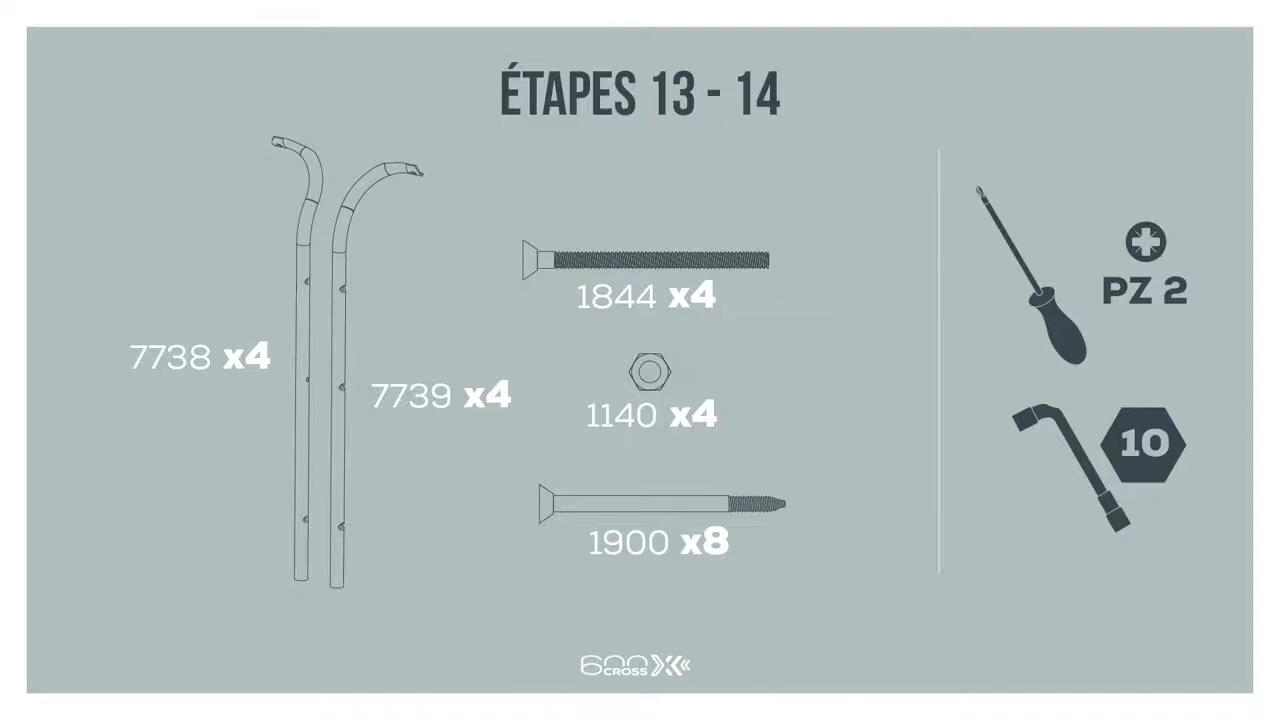 ÉTAPES 13 - 14
7738 x4
7739 x4
1844 x4
1140 x4
1900 x8
PZ 2
10
600
CROSS